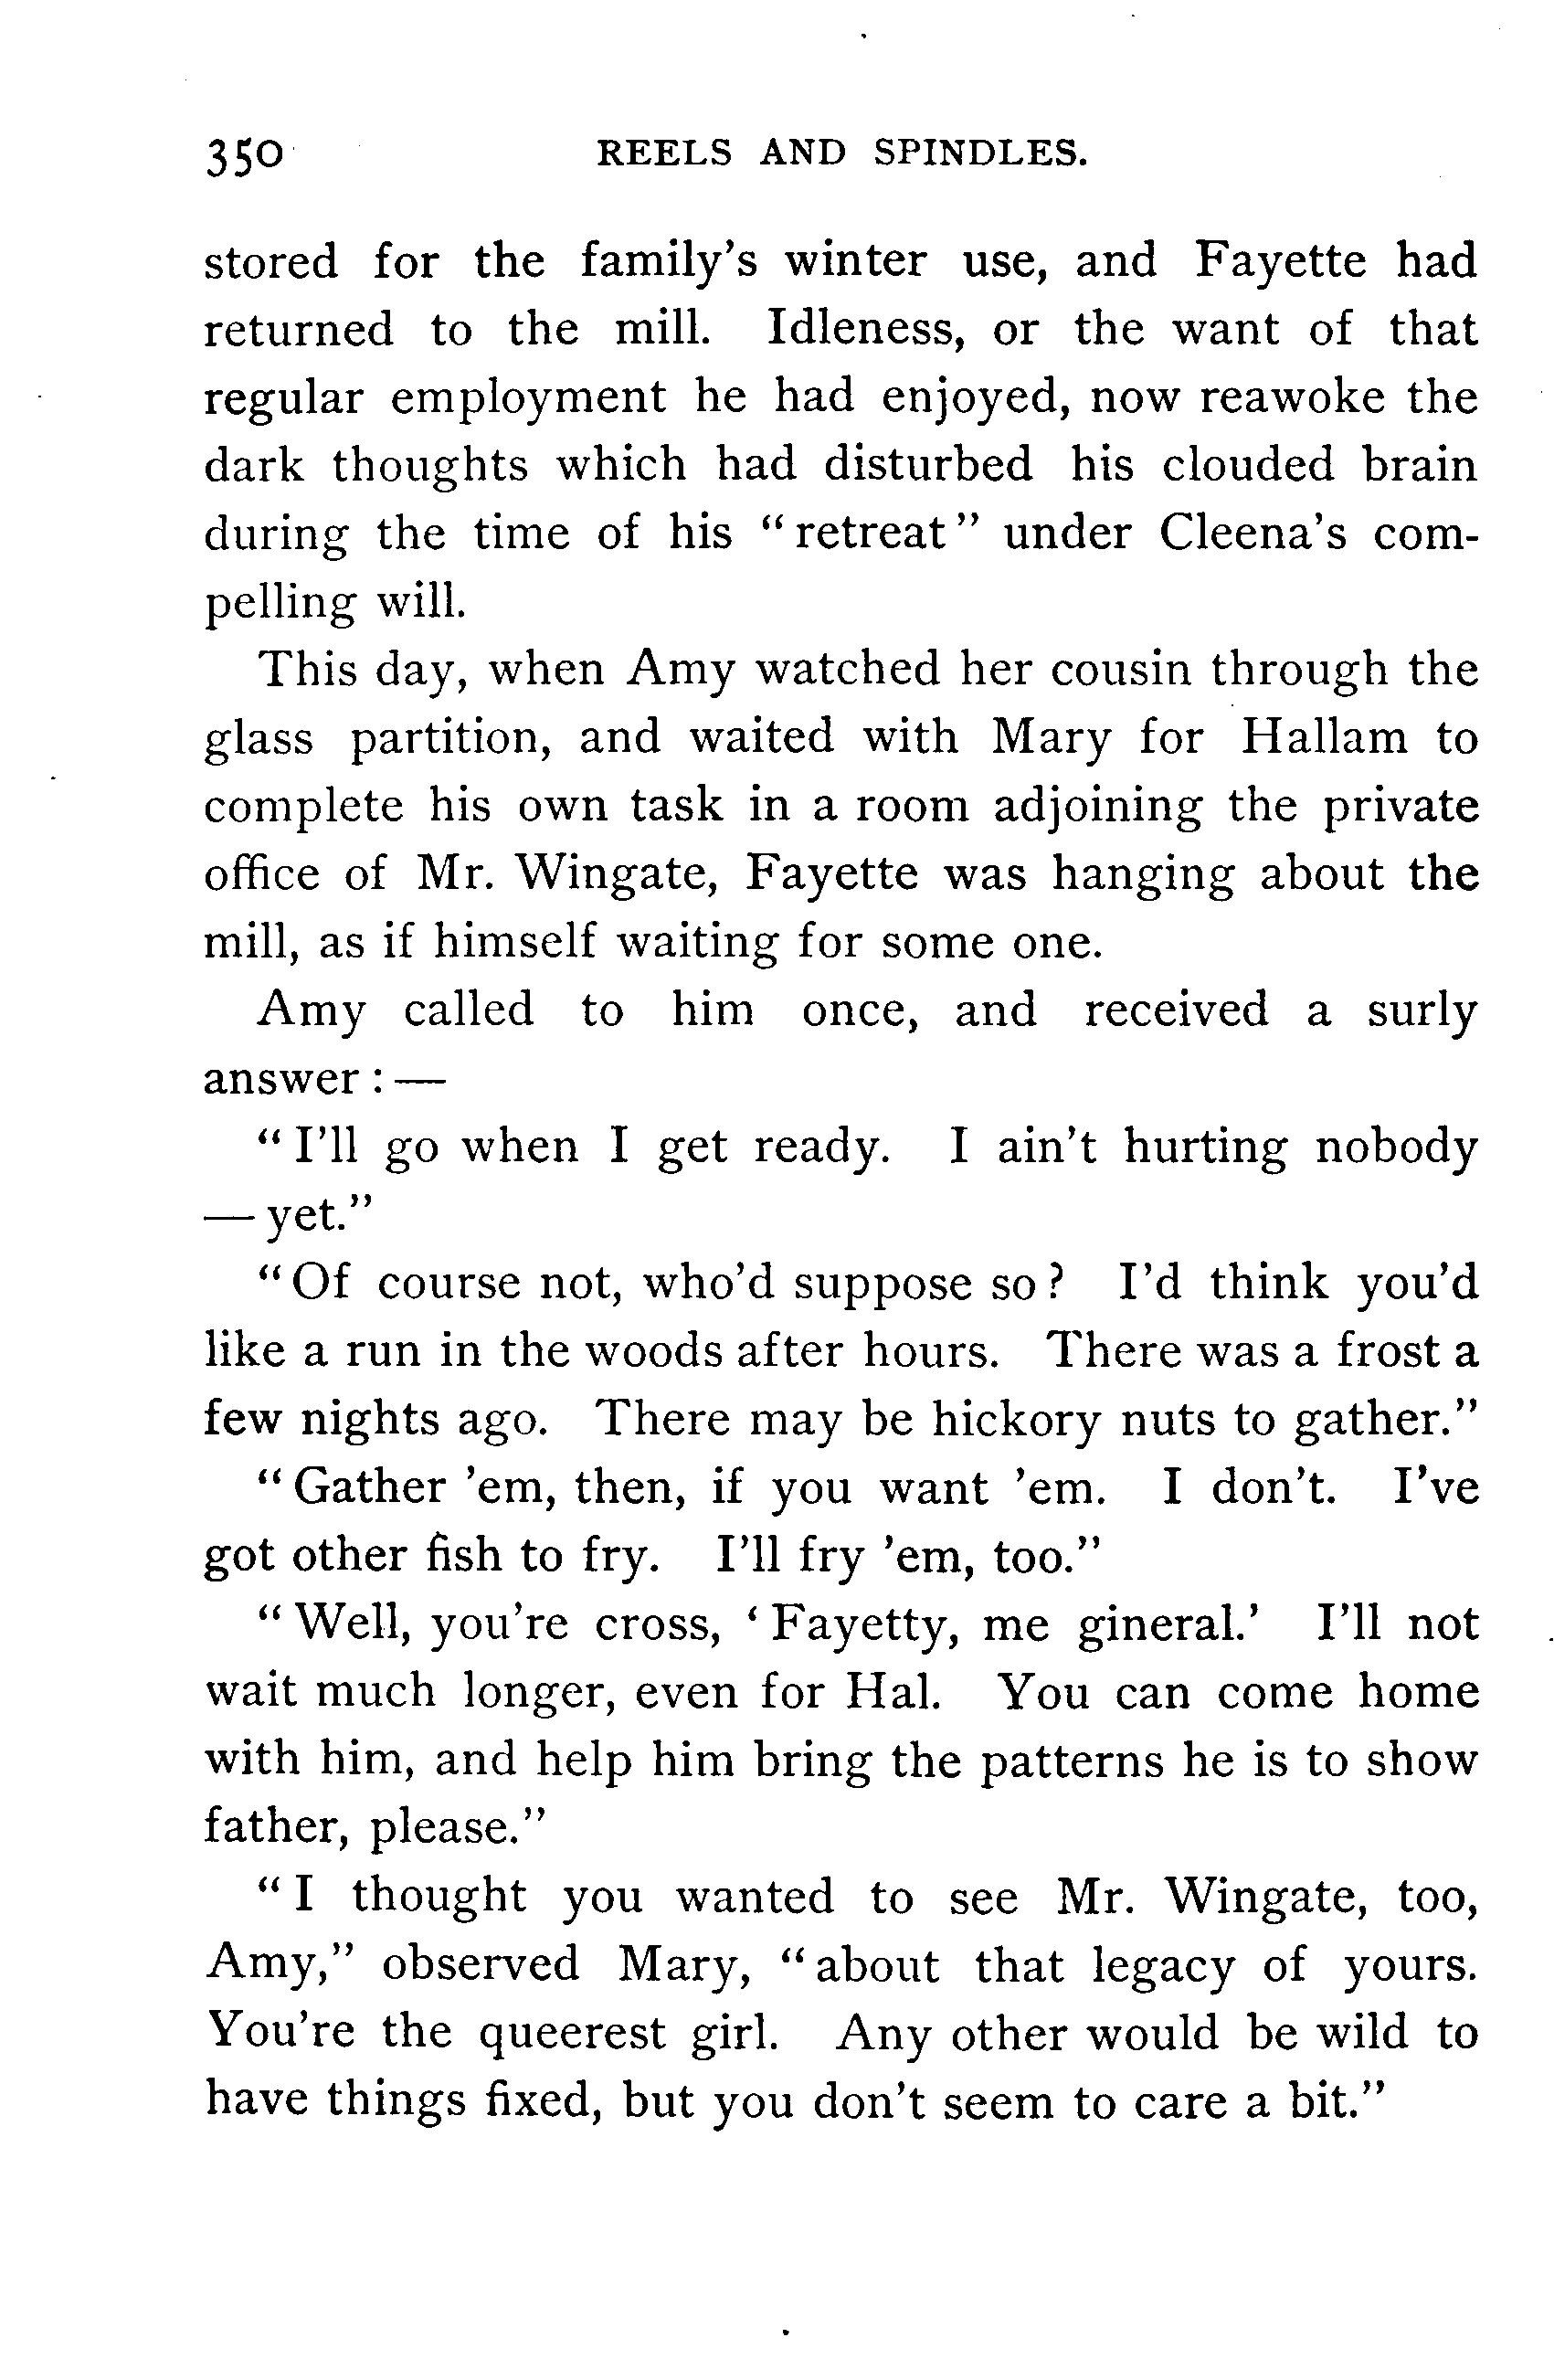 350 REELS AND SPINDLES.
stored for the family's winter use, and Fayette had
returned to the mill. Idleness, or the want of that
regular employment he had enjoyed, now reawoke the
dark thoughts which had disturbed his clouded brain
during the time of his “retreat” under Cleena's com-
pelling will.
This day, when Amy watched her cousin through the
glass partition, and waited with Mary for Hallam to
complete his own task in a room adjoining the private
office of Mr. Wingate, Fayette was hanging about the
mill, as if himself waiting for some one.
Amy called to him once, and received a surly
answer:—
“I'll go when I get ready. I ain't hurting nobody
—yet.”
“Of course not, who'd suppose so? I'd think you'd
like a run in the woods after hours. There was a frost a
few nights ago. There may be hickory nuts to gather.”
“Gather 'em, then, if you want 'em. I don't. I've
got other fish to fry. I'll fry 'em, too.”
“Well, you're cross, ‘Fayetty, me gineral.’ I'll not
wait much longer, even for Hal. You can come home
with him, and help him bring the patterns he is to show
father, please.”
“I thought you wanted to see Mr. Wingate, too,
Amy,” observed Mary, “about that legacy of yours.
You're the queerest girl. Any other would be wild to
have things fixed, but you don't seem to care a bit.”